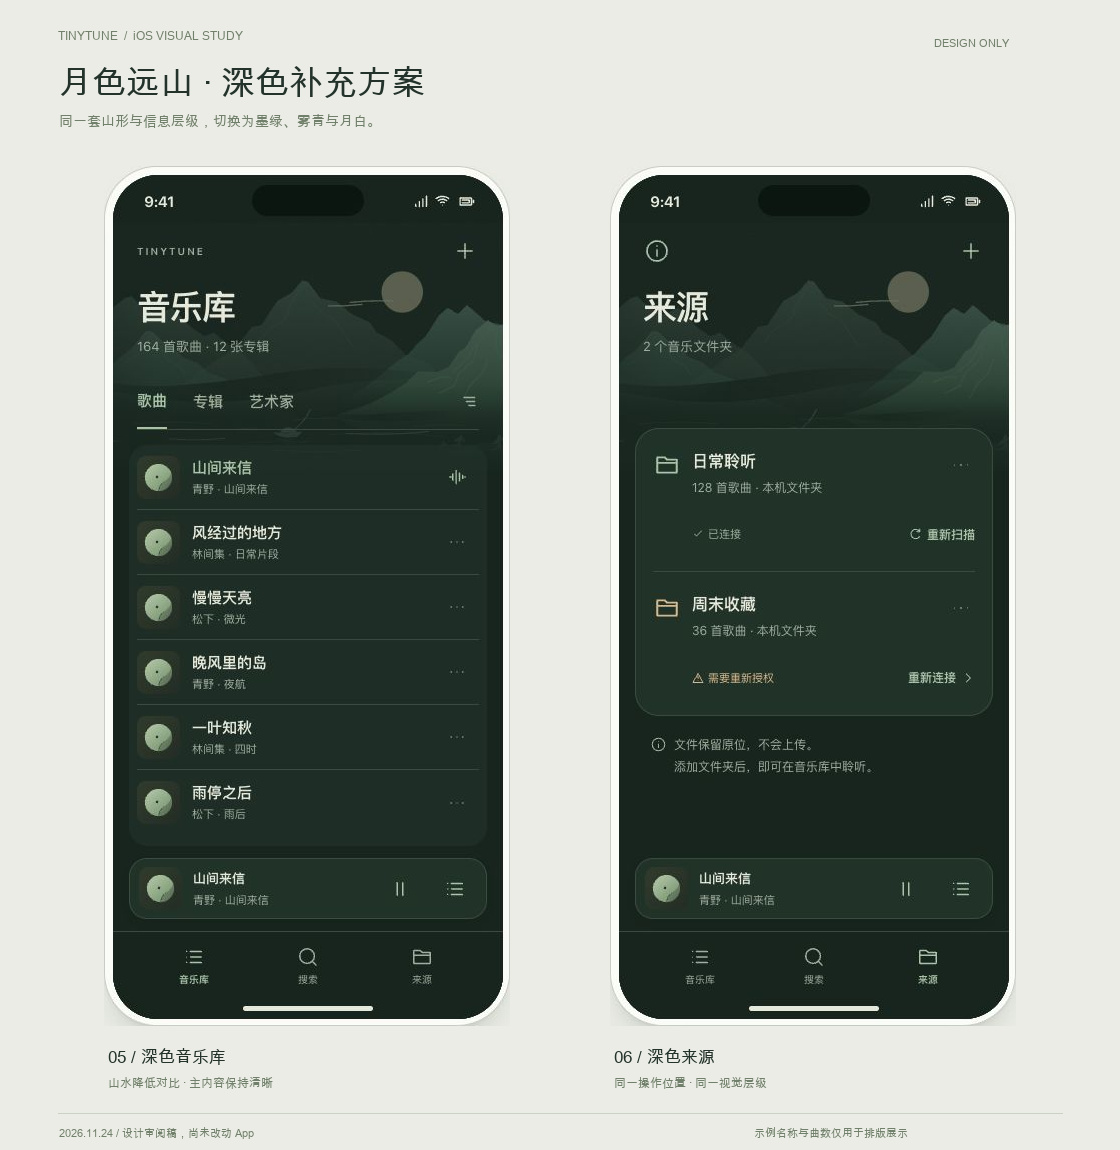 TINYTUNE / iOS VISUAL STUDY
DESIGN ONLY
月色远山 · 深色补充方案
同一套山形与信息层级，切换为墨绿、雾青与月白。
9:41
TINYTUNE
音乐库
164 首歌曲 · 12 张专辑
歌曲 专辑 艺术家
山间来信
青野 · 山间来信
风经过的地方
林间集 · 日常片段
慢慢天亮
松下 · 微光
晚风里的岛
青野 · 夜航
一叶知秋
林间集 · 四时
雨停之后
松下 · 雨后
山间来信
青野 · 山间来信
音乐库 搜索 来源
05 / 深色音乐库
山水降低对比 · 主内容保持清晰
9:41
来源
2 个音乐文件夹
日常聆听
128 首歌曲 · 本机文件夹
已连接 重新扫描
周末收藏
36 首歌曲 · 本机文件夹
需要重新授权 重新连接
文件保留原位，不会上传。
添加文件夹后，即可在音乐库中聆听。
山间来信
青野 · 山间来信
音乐库 搜索 来源
06 / 深色来源
同一操作位置 · 同一视觉层级
2026.11.24 / 设计审阅稿，尚未改动 App
示例名称与曲数仅用于排版展示